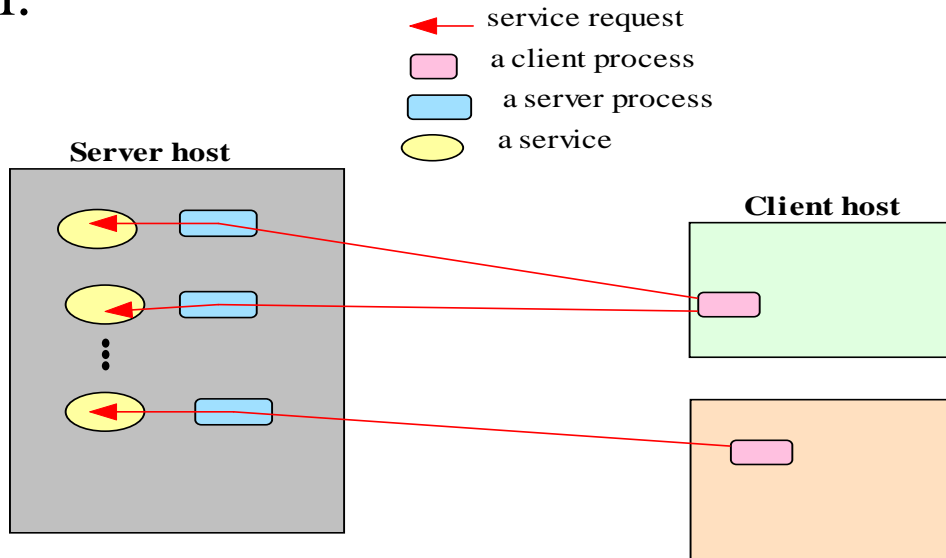 service request
a client process
a server process
a service
Server host
Client host